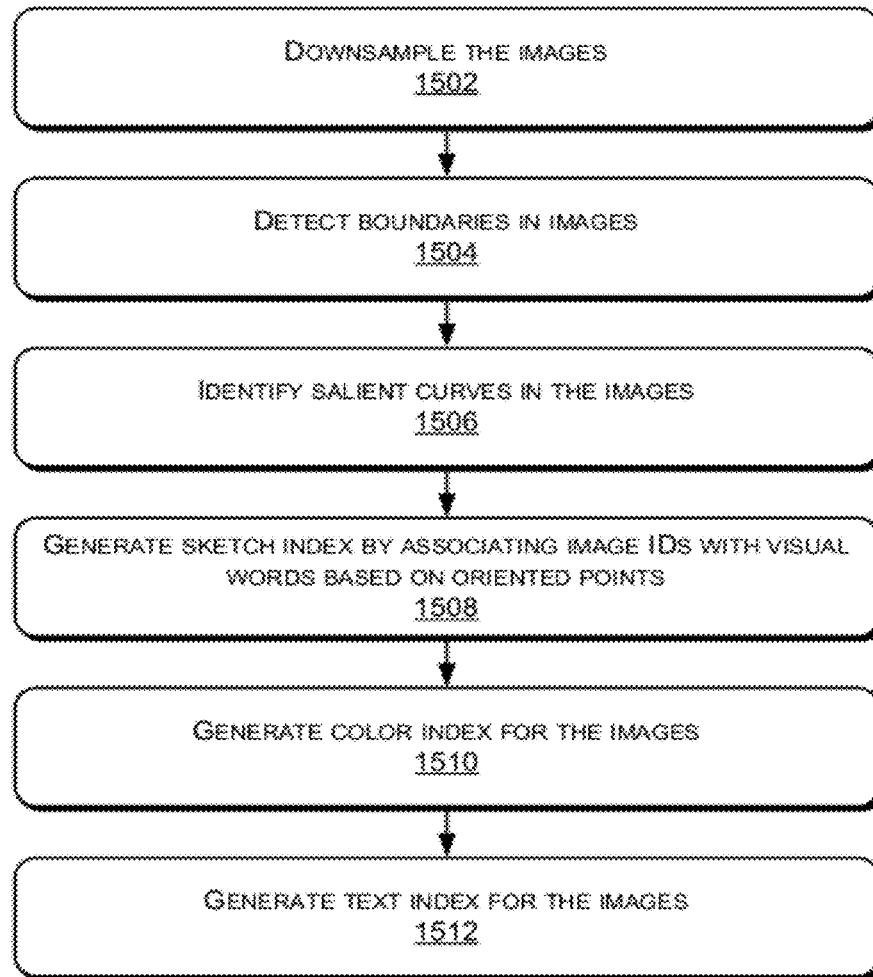 DOWNSAMPLE THE IMAGES
1502
DETECT BOUNDARIES IN IMAGES
1504
IDENTIFY SALIENT CURVES IN THE IMAGES
1506
GENERATE SKETCH INDEX BY ASSOCIATING IMAGE IDS WITH VISUAL
WORDS BASED ON ORIENTED POINTS
1508
GENERATE COLOR INDEX FOR THE IMAGES
1510
GENERATE TEXT INDEX FOR THE IMAGES
1512